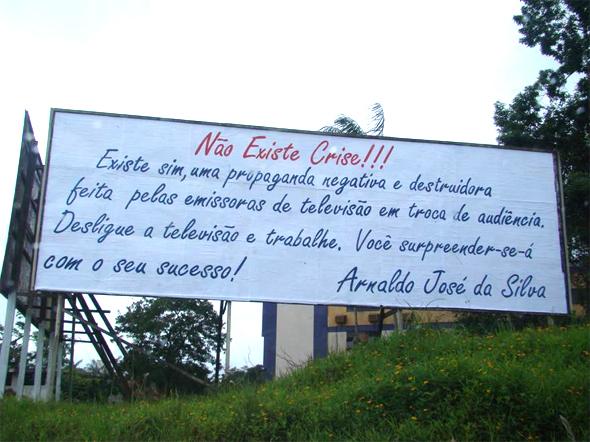 Não Existe Crise!!!
Existe sim, uma propaganda negativa e destruidora
feita pelas emissoras de televisão em troca de audiência.
Desligue a televisão e trabalhe. Você surpreender-se-á
com o seu sucesso!
Arnaldo José da Silva